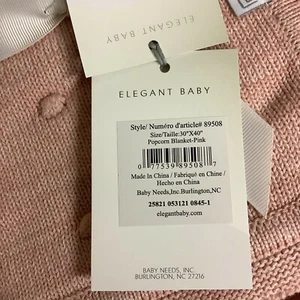 ELEGANT BABY
ELEGANT BABY
Style/ Numéro d'article# 89508
Size/Taille:30"X40"
Popcorn Blanket-Pink
0 77539 89508 7
Made In China / Fabriqué en Chine /
Hecho en China
Baby Needs,Inc.Burlington,NC
25821 053121 0845-1
elegantbaby.com
BABY NEEDS, INC
BURLINGTON, NC 27216